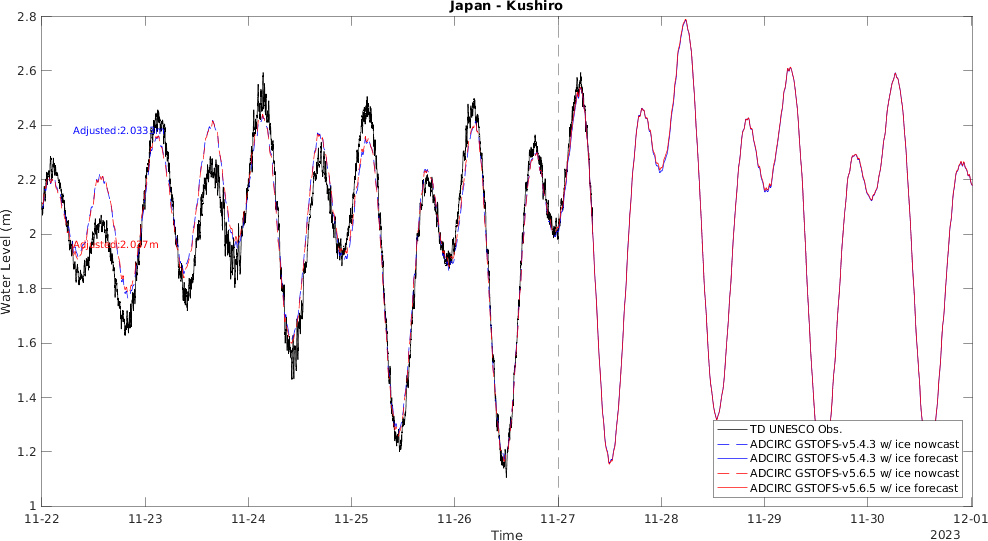 Japan - Kushiro
2.8
2.6
2.4
2.2
2
1.8
1.6
1.4
1.2
1
Water Level (m)
Adjusted:2.033
Adjusted:2.037m
TD UNESCO Obs.
ADCIRC GSTOFS-v5.4.3 w/ ice nowcast
ADCIRC GSTOFS-v5.4.3 w/ ice forecast
ADCIRC GSTOFS-v5.6.5 w/ ice nowcast
ADCIRC GSTOFS-v5.6.5 w/ ice forecast
11-22 11-23 11-24 11-25 11-26 11-27 11-28 11-29 11-30 12-01
Time
2023